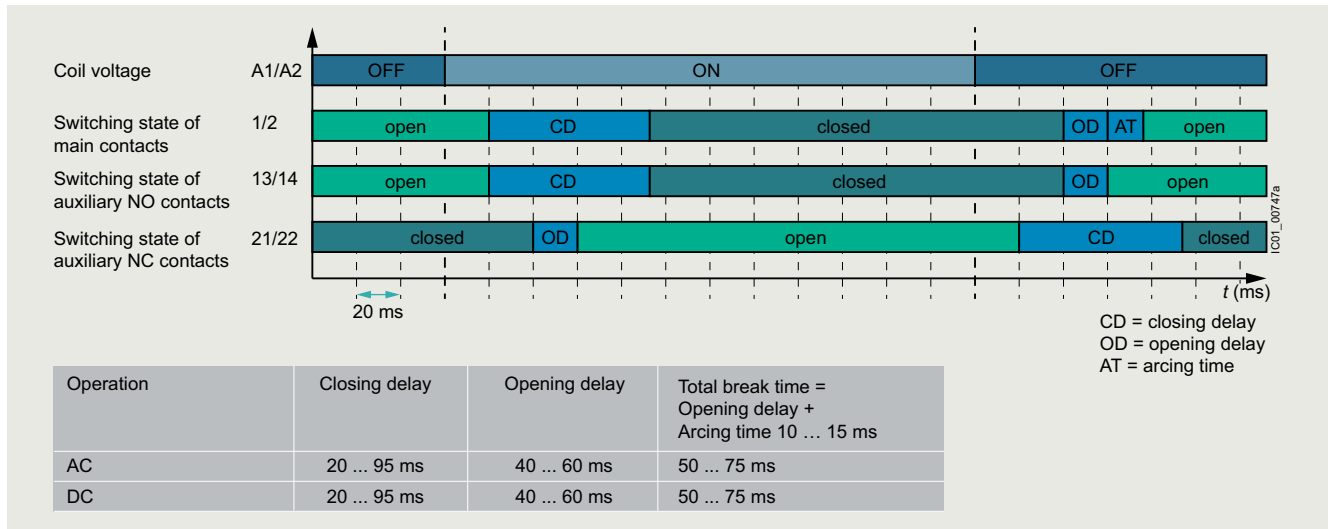 Coil voltage A1/A2 OFF ON OFF
Switching state of main contacts 1/2 open CD closed OD AT open
Switching state of auxiliary NO contacts 13/14 open CD closed OD open
Switching state of auxiliary NC contacts 21/22 closed OD open CD closed
IC01_00747a
t (ms)
20 ms
CD = closing delay
OD = opening delay
AT = arcing time
Operation Closing delay Opening delay Total break time =
Opening delay +
Arcing time 10 … 15 ms
AC 20 ... 95 ms 40 ... 60 ms 50 ... 75 ms
DC 20 ... 95 ms 40 ... 60 ms 50 ... 75 ms